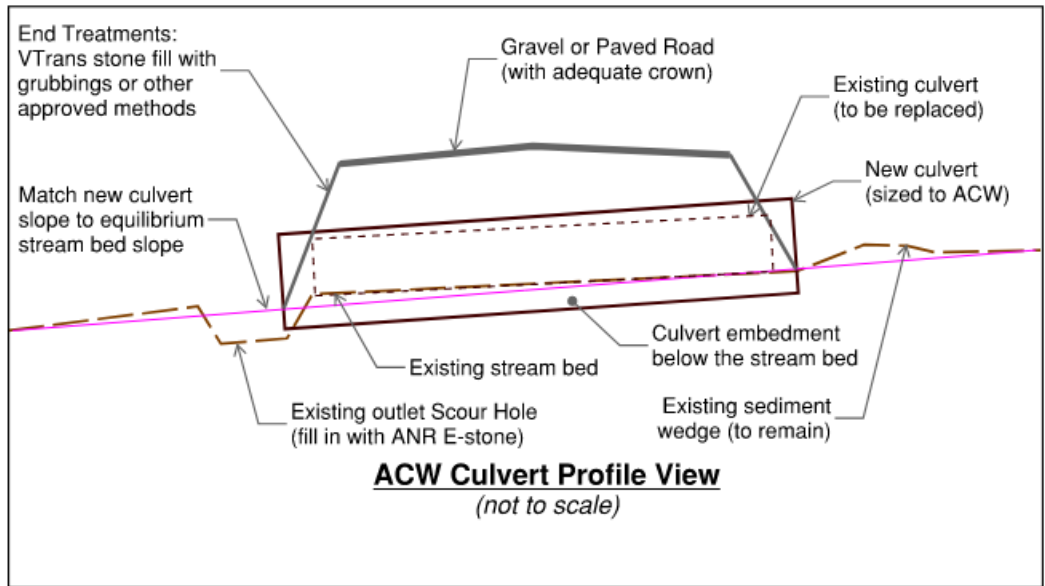 End Treatments:
VTrans stone fill with
grubbings or other
approved methods
Gravel or Paved Road
(with adequate crown)
Existing culvert
(to be replaced)
New culvert
(sized to ACW)
Match new culvert
slope to equilibrium
stream bed slope
Culvert embedment
below the stream bed
Existing stream bed
Existing outlet Scour Hole
(fill in with ANR E-stone)
Existing sediment
wedge (to remain)
ACW Culvert Profile View
(not to scale)